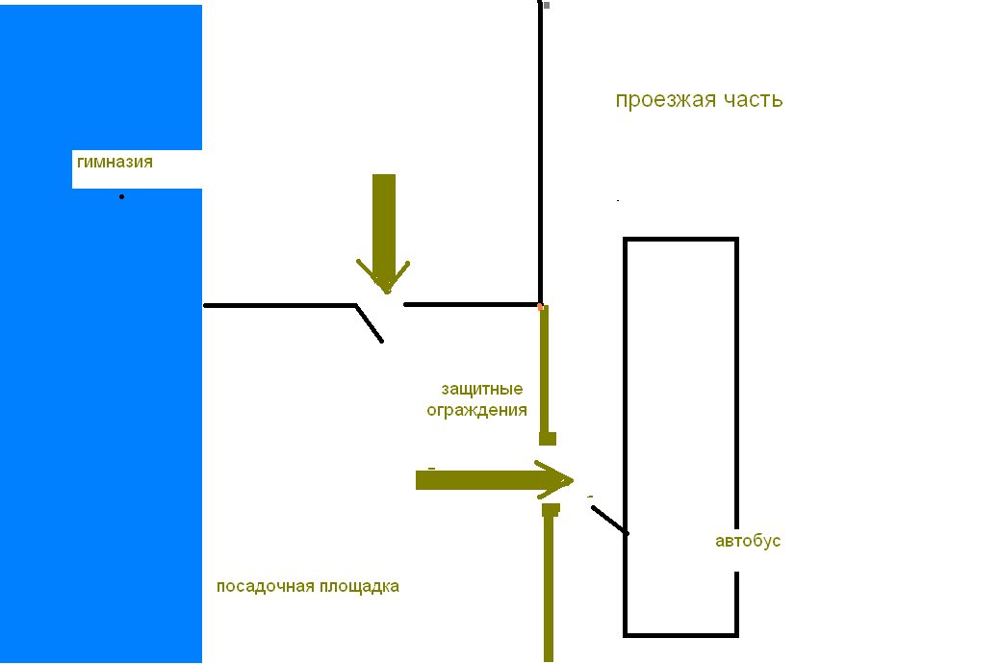 проезжая часть
гимназия
защитные
ограждения
автобус
посадочная площадка